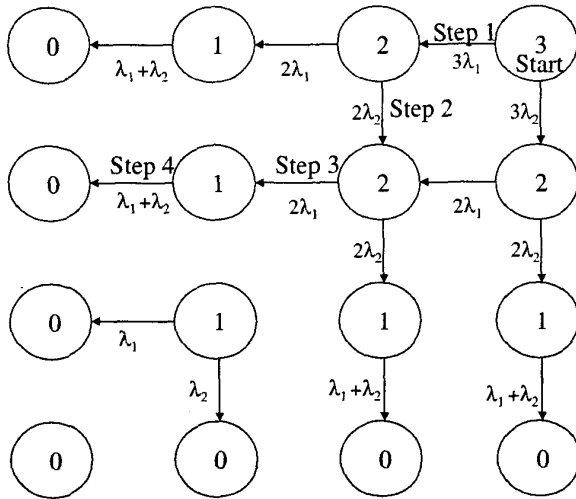 0 1 2 Step 1 3
λ₁+λ₂ 2λ₁ 3λ₁ Start
2λ₂ Step 2 3λ₂
0 Step 4 1 Step 3 2 2
λ₁+λ₂ 2λ₁ 2λ₁
2λ₂ 2λ₂
0 1 1 1
λ₁
λ₂ λ₁+λ₂ λ₁+λ₂
0 0 0 0